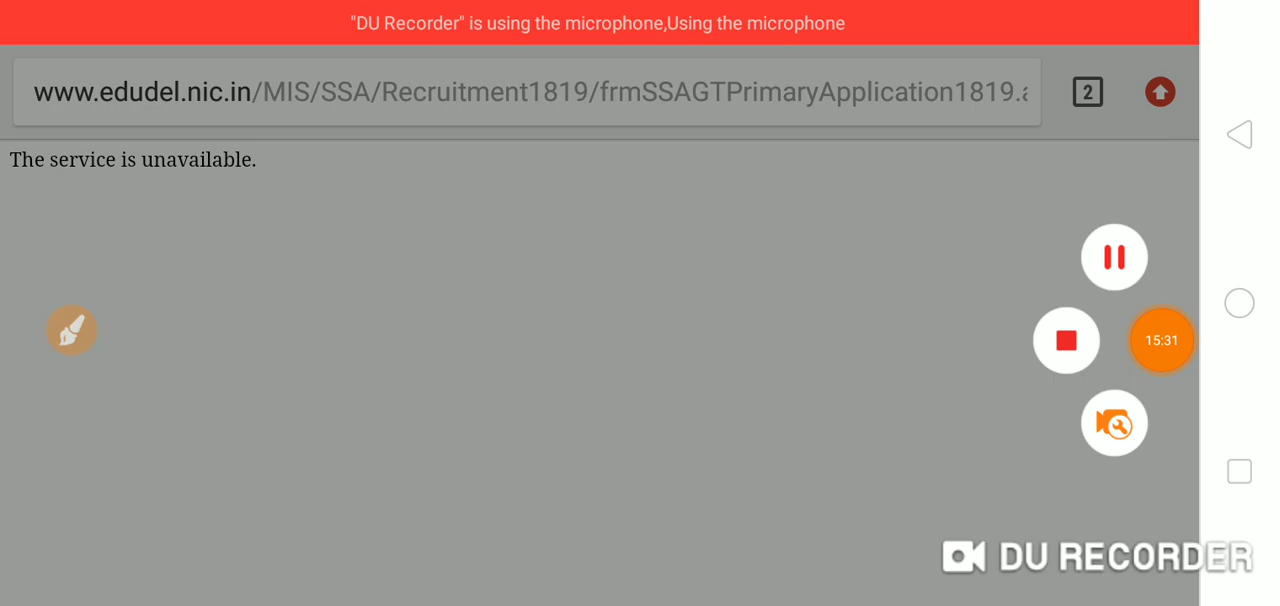 "DU Recorder" is using the microphone,Using the microphone
www.edudel.nic.in/MIS/SSA/Recruitment1819/frmSSAGTPrimaryApplication1819.a
2
The service is unavailable.
15:31
DU RECORDER